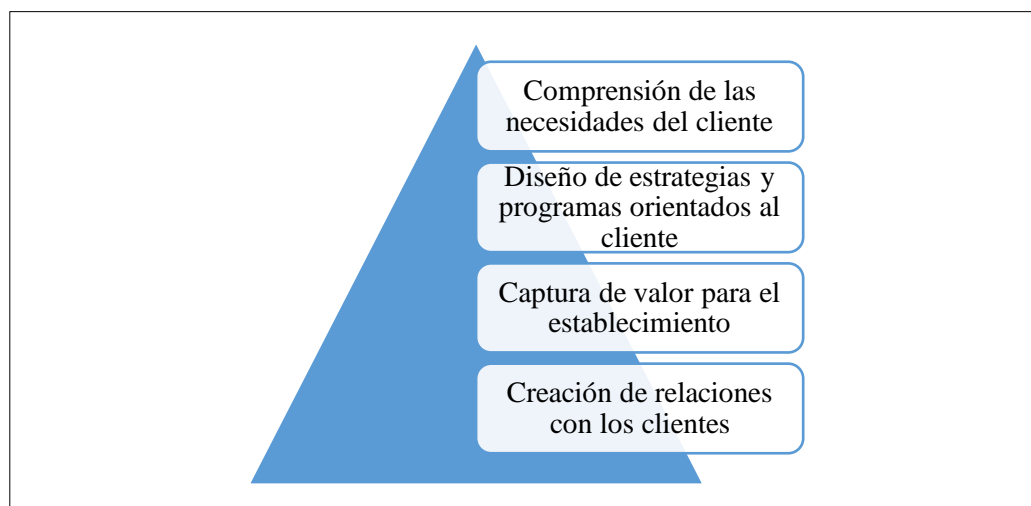 Comprensión de las
necesidades del cliente
Diseño de estrategias y
programas orientados al
cliente
Captura de valor para el
establecimiento
Creación de relaciones
con los clientes